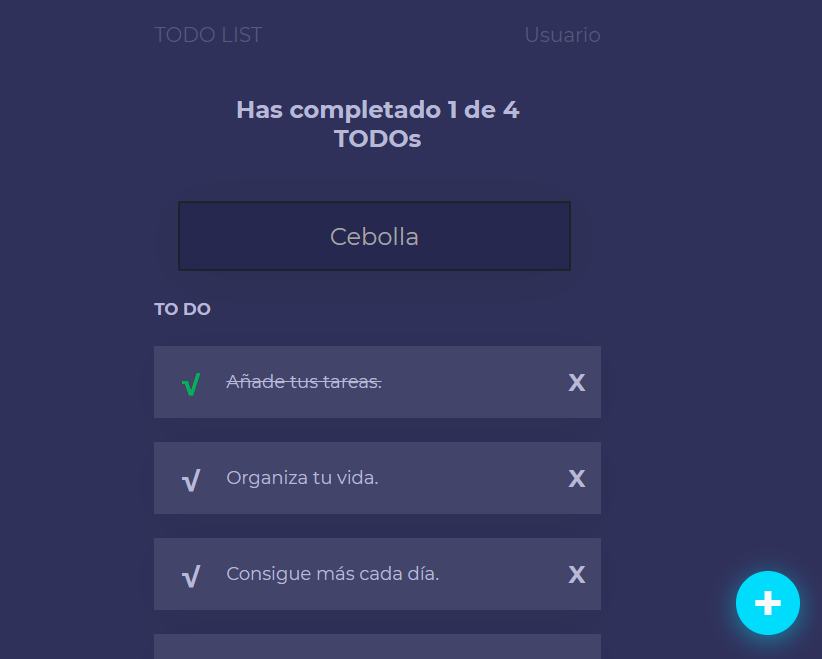 TODO LIST
Usuario
Has completado 1 de 4
TODOs
Cebolla
TO DO
√ Añade tus tareas. X
√ Organiza tu vida. X
√ Consigue más cada día. X
+